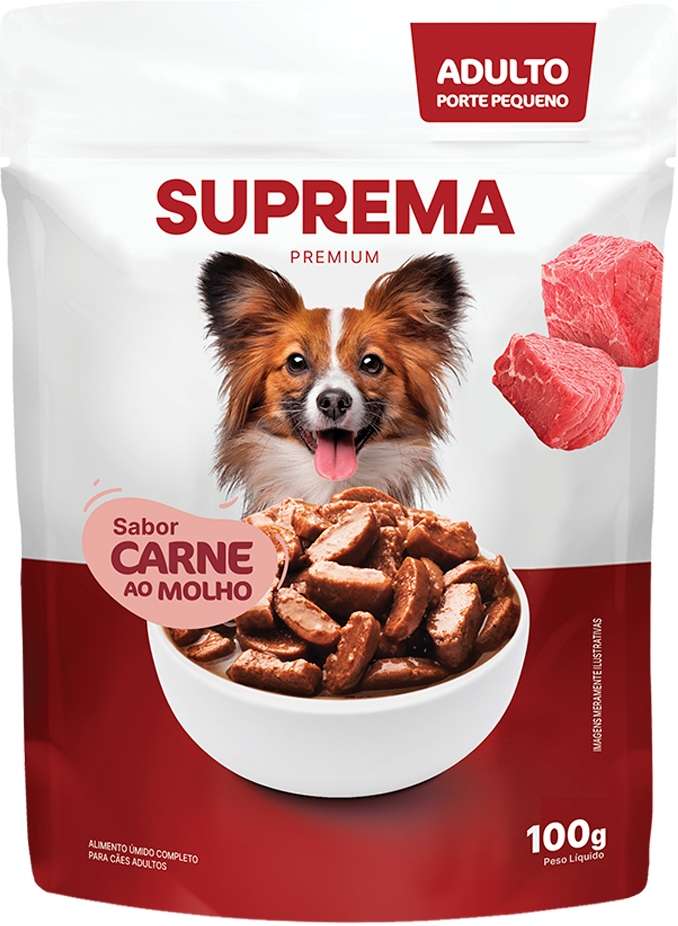 ADULTO
PORTE PEQUENO
SUPREMA
PREMIUM
Sabor
CARNE
AO MOLHO
IMAGENS MERAMENTE ILUSTRATIVAS
100g
Peso Líquido
ALIMENTO ÚMIDO COMPLETO
PARA CÃES ADULTOS